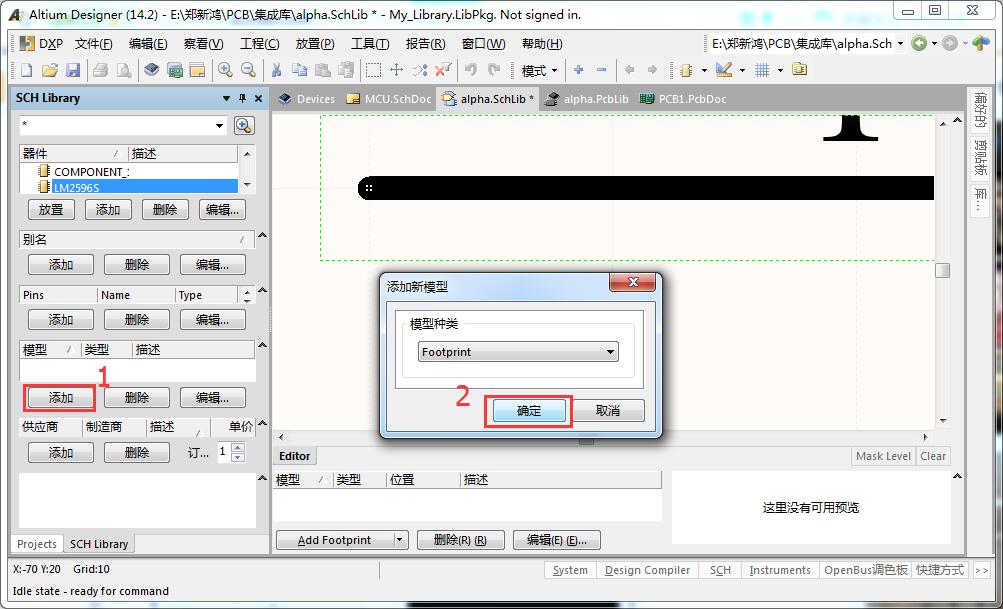 Altium Designer (14.2) - E:\郑新鸿\PCB\集成库\alpha.SchLib * - My_Library.LibPkg. Not signed in.
DXP 文件(F) 编辑(E) 察看(V) 工程(C) 放置(P) 工具(T) 报告(R) 窗口(W) 帮助(H) E:\郑新鸿\PCB\集成库\alpha.Sch
模式
SCH Library
Devices MCU.SchDoc alpha.SchLib * alpha.PcbLib PCB1.PcbDoc
偏好的
剪贴板
库...
*
器件 / 描述
COMPONENT_1
LM2596S
放置 添加 删除 编辑...
别名 /
添加 删除 编辑...
Pins Name Type
添加 删除 编辑...
模型 / 类型 描述
1
添加 删除 编辑...
供应商 制造商 描述 / 单价
添加 删除 订... 1
Projects SCH Library
添加新模型
模型种类
Footprint
2
确定 取消
Editor Mask Level Clear
模型 / 类型 位置 描述
这里没有可用预览
Add Footprint 删除(R) (R) 编辑(E) (E)...
X:-70 Y:20 Grid:10 System Design Compiler SCH Instruments OpenBus调色板 快捷方式 >>
Idle state - ready for command